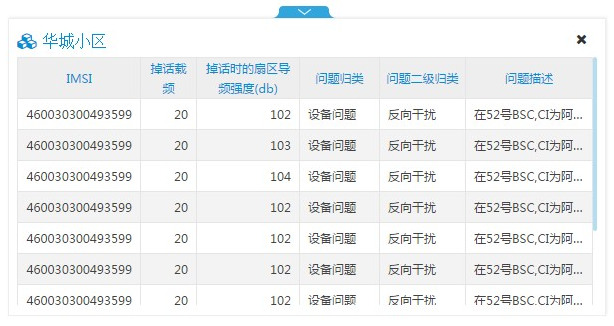 华城小区
IMSI 掉话载频 掉话时的扇区导频强度(db) 问题归类 问题二级归类 问题描述
460030300493599 20 102 设备问题 反向干扰 在52号BSC,CI为阿...
460030300493599 20 103 设备问题 反向干扰 在52号BSC,CI为阿...
460030300493599 20 104 设备问题 反向干扰 在52号BSC,CI为阿...
460030300493599 20 102 设备问题 反向干扰 在52号BSC,CI为阿...
460030300493599 20 102 设备问题 反向干扰 在52号BSC,CI为阿...
460030300493599 20 102 设备问题 反向干扰 在52号BSC,CI为阿...
460030300493599 20 102 设备问题 反向干扰 在52号BSC,CI为阿...